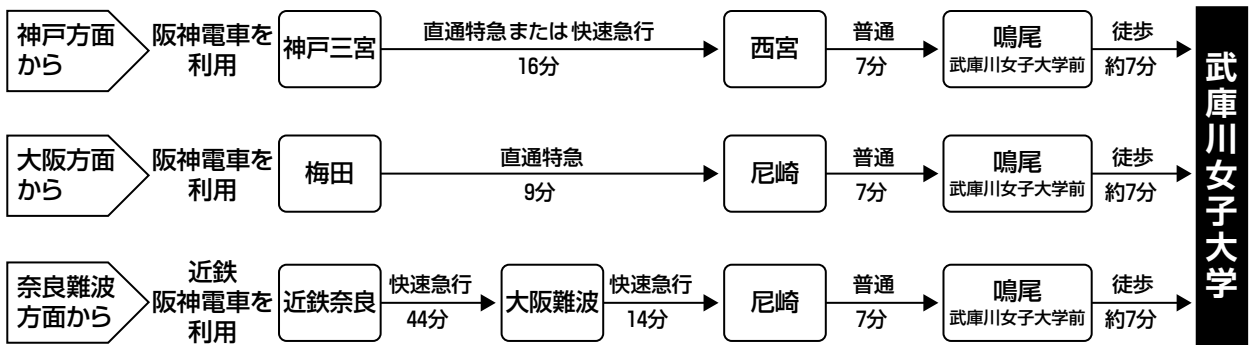 神戸方面
から
阪神電車を
利用
神戸三宮
直通特急または快速急行
16分
西宮
普通
7分
鳴尾
武庫川女子大学前
徒歩
約7分
大阪方面
から
阪神電車を
利用
梅田
直通特急
9分
尼崎
普通
7分
鳴尾
武庫川女子大学前
徒歩
約7分
奈良難波
方面から
近鉄
阪神電車を
利用
近鉄奈良
快速急行
44分
大阪難波
快速急行
14分
尼崎
普通
7分
鳴尾
武庫川女子大学前
徒歩
約7分
武庫川女子大学